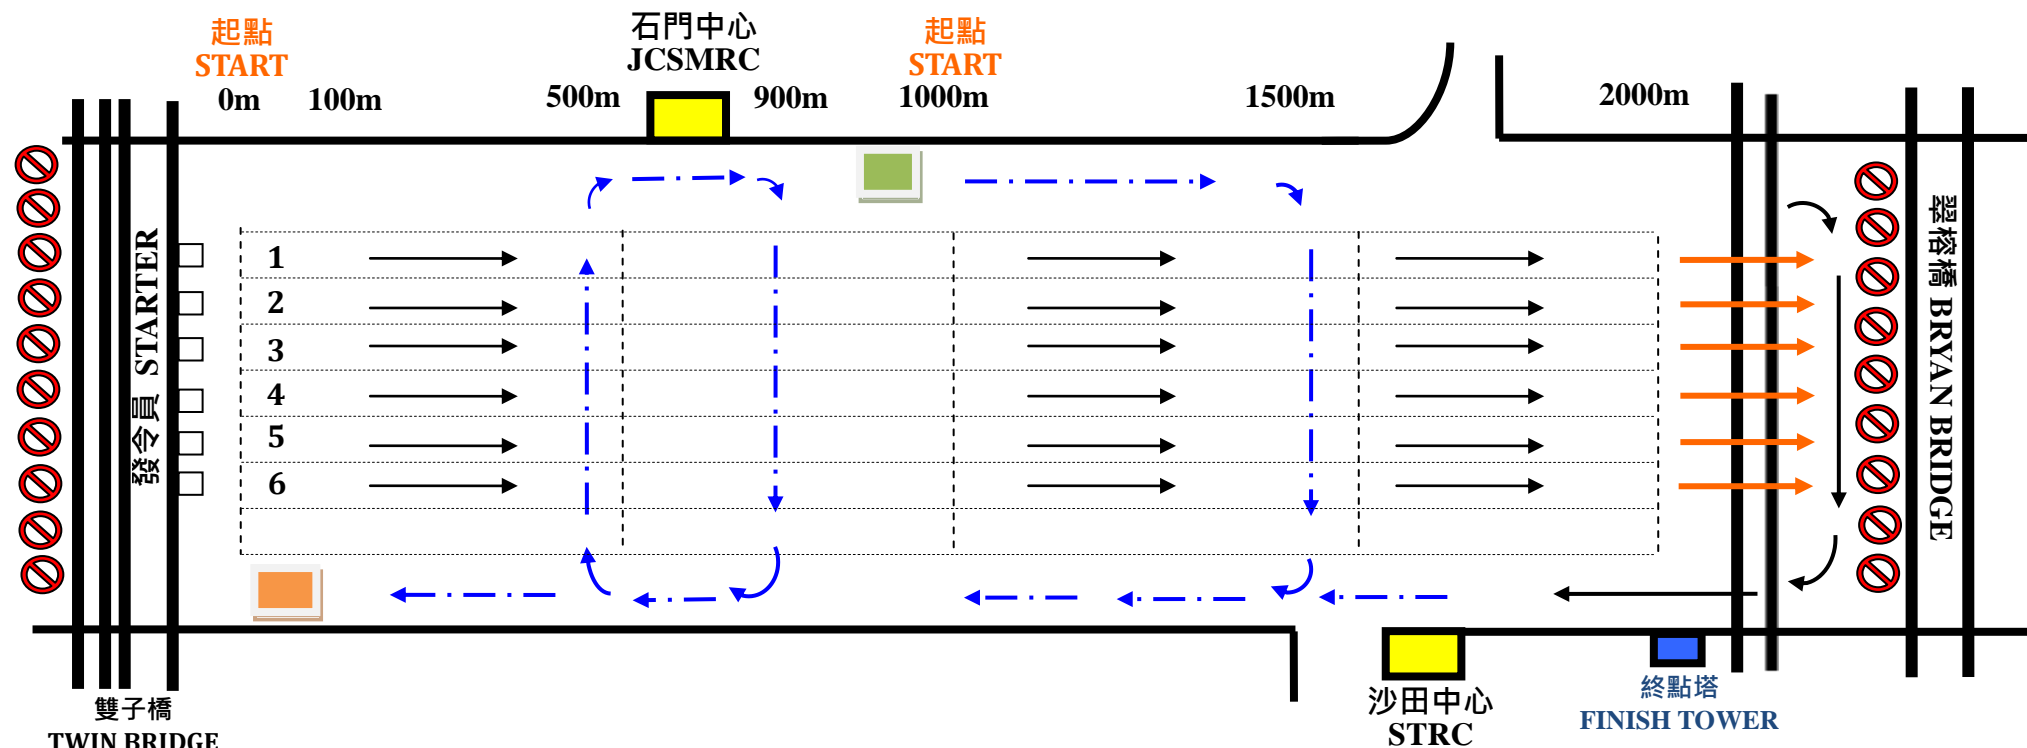 起點
START
石門中心
JCSMRC
起點
START
0m
100m
500m
900m
1000m
1500m
2000m
發令員 STARTER
1
2
3
4
5
6
翠榕橋 BRYAN BRIDGE
雙子橋
TWIN BRIDGE
沙田中心
STRC
終點塔
FINISH TOWER